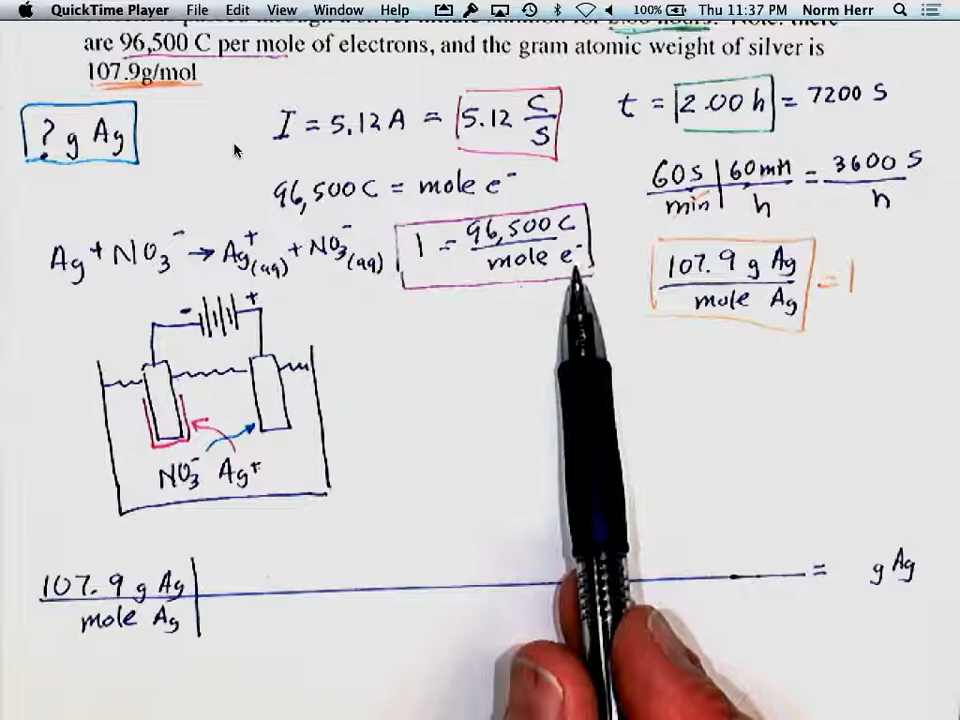 QuickTime Player File Edit View Window Help 100% Thu 11:37 PM Norm Herr
are 96,500 C per mole of electrons, and the gram atomic weight of silver is
107.9g/mol
? g Ag
I = 5.12 A = 5.12 C/S
t = 2.00 h = 7200 S
96,500 C = mole e⁻
60 S/min | 60 min/h = 3600 S/h
Ag + NO₃⁻ → Ag⁺(aq) + NO₃⁻(aq)
1 = 96,500 C/mole e⁻
107.9 g Ag/mole Ag = 1
- +
NO₃⁻ Ag+
107.9 g Ag/mole Ag = g Ag